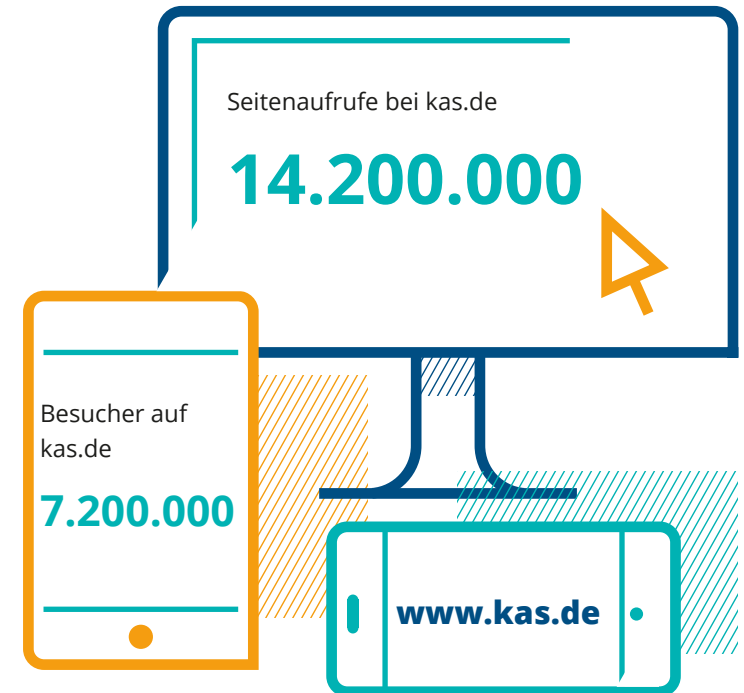 Seitenaufrufe bei kas.de
14.200.000
Besucher auf
kas.de
7.200.000
www.kas.de